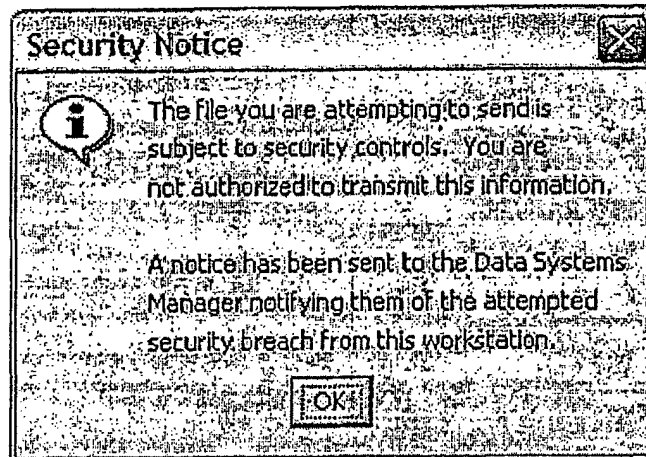 Security Notice
The file you are attempting to send is
subject to security controls. You are
not authorized to transmit this information.
A notice has been sent to the Data Systems
Manager notifying them of the attempted
security breach from this workstation.
OK